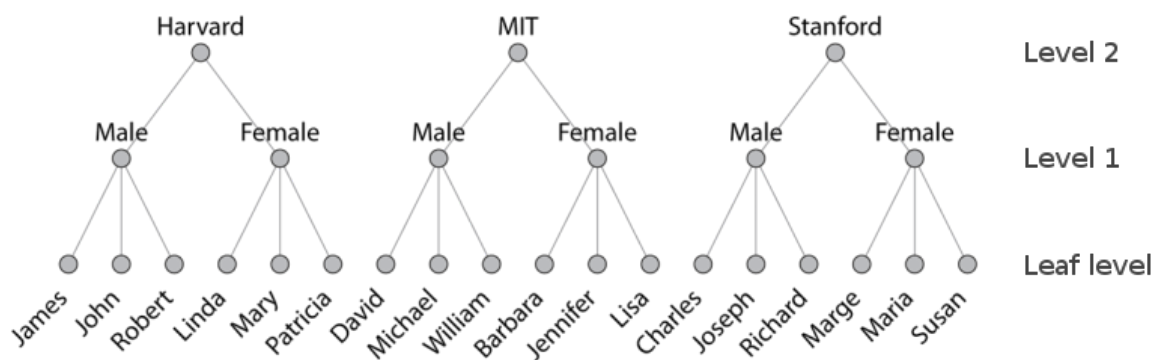 Harvard MIT Stanford Level 2
Male Female Male Female Male Female Level 1
Leaf level
James John Robert Linda Mary Patricia David Michael William Barbara Jennifer Lisa Charles Joseph Richard Marge Maria Susan